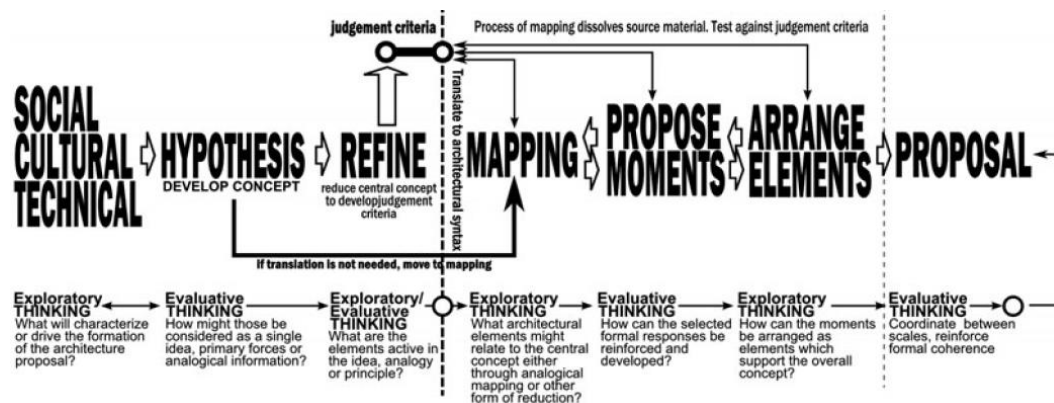 judgement criteria
Process of mapping dissolves source material. Test against judgement criteria
SOCIAL
CULTURAL
TECHNICAL
HYPOTHESIS
DEVELOP CONCEPT
REFINE
reduce central concept
to developjudgement
criteria
Translate to architectural syntax
MAPPING
PROPOSE
MOMENTS
ARRANGE
ELEMENTS
PROPOSAL
If translation is not needed, move to mapping
Exploratory
THINKING
What will characterize
or drive the formation
of the architecture
proposal?
Evaluative
THINKING
How might those be
considered as a single
idea, primary forces or
analogical information?
Exploratory/
Evaluative
THINKING
What are the
elements active in
the idea, analogy
or principle?
Exploratory
THINKING
What architectural
elements might
relate to the central
concept either
through analogical
mapping or other
form of reduction?
Evaluative
THINKING
How can the selected
formal responses be
reinforced and
developed?
Exploratory
THINKING
How can the moments
be arranged as
elements which
support the overall
concept?
Evaluative
THINKING
Coordinate between
scales, reinforce
formal coherence